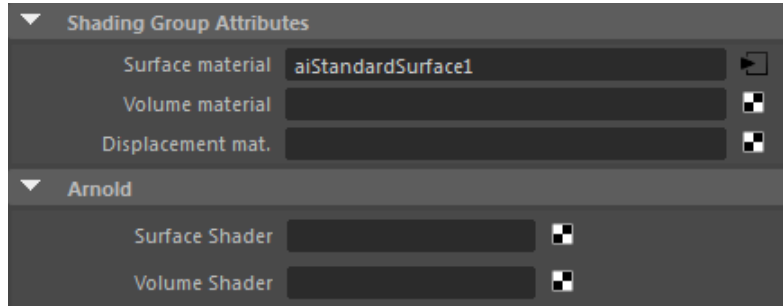 Shading Group Attributes
Surface material aiStandardSurface1
Volume material
Displacement mat.
Arnold
Surface Shader
Volume Shader